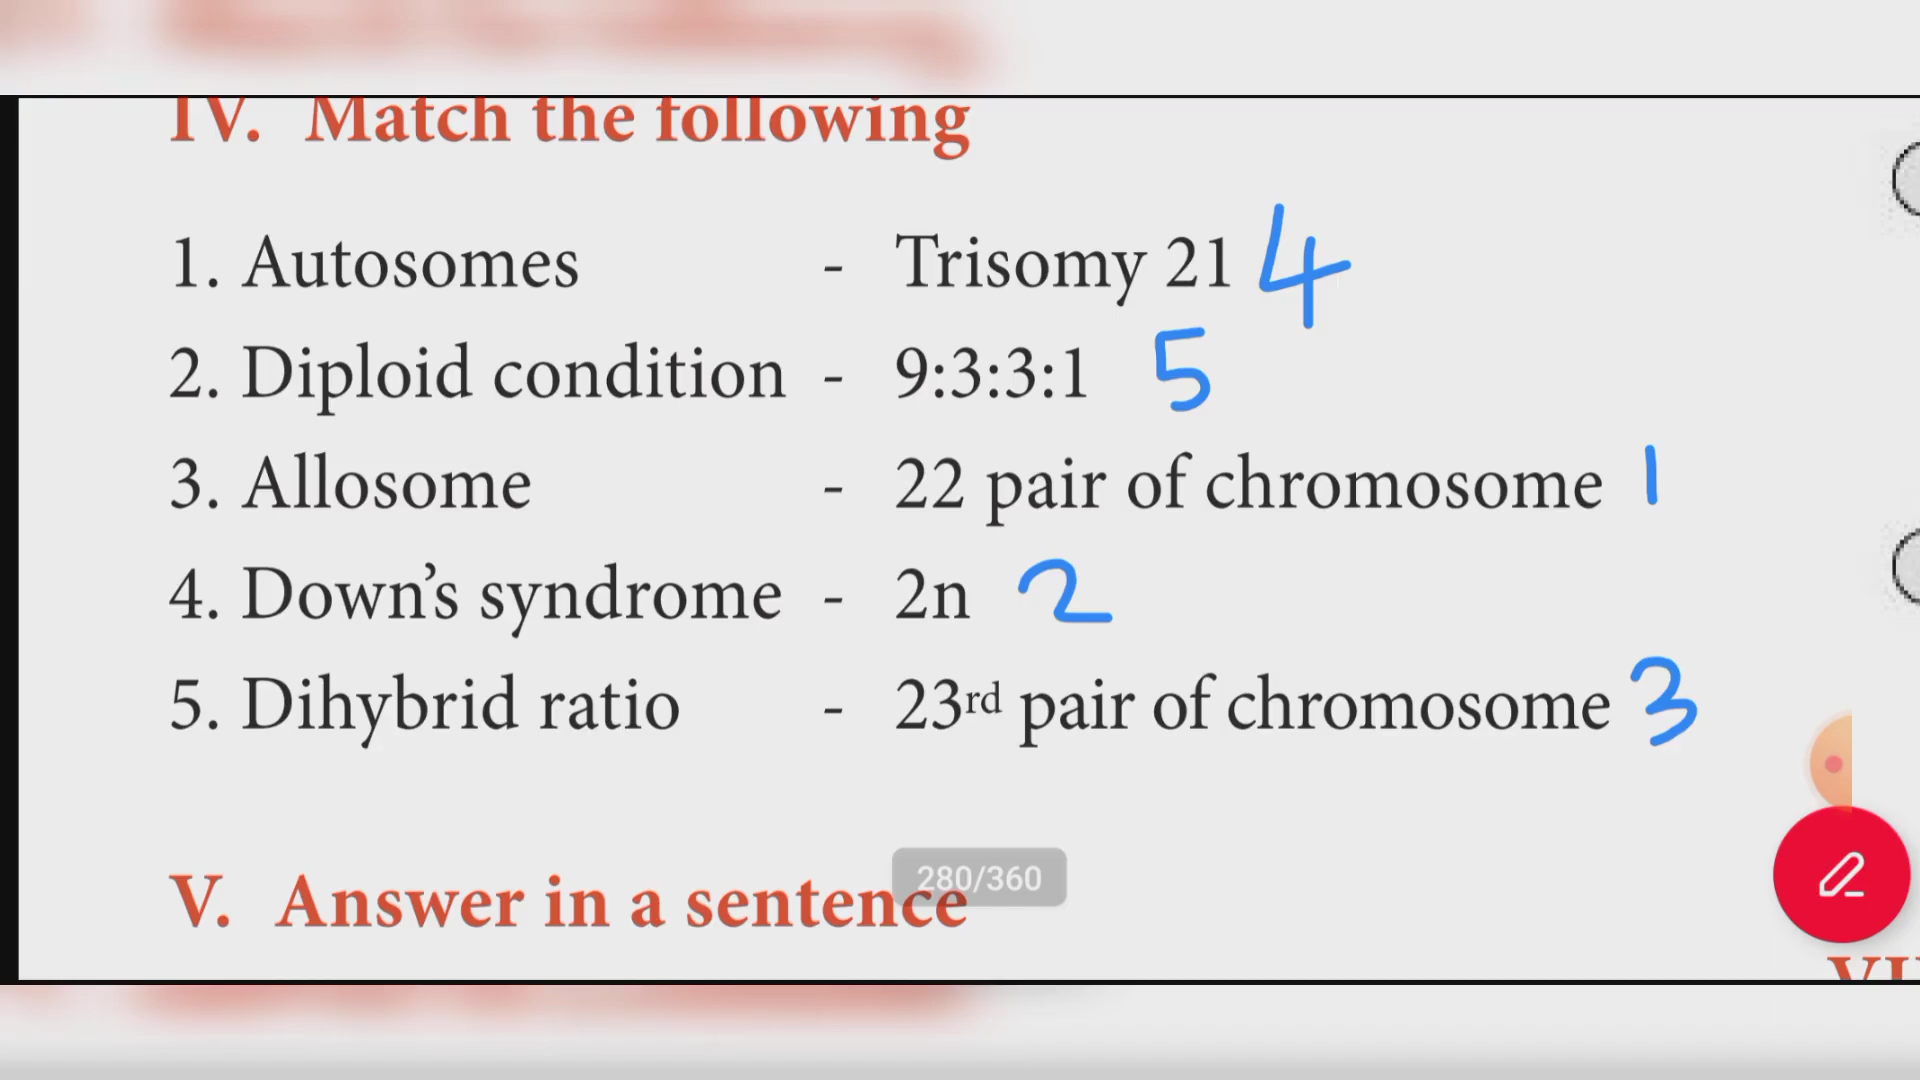 IV. Match the following
1. Autosomes - Trisomy 21 4
2. Diploid condition - 9:3:3:1 5
3. Allosome - 22 pair of chromosome 1
4. Down's syndrome - 2n 2
5. Dihybrid ratio - 23rd pair of chromosome 3
280/360
V. Answer in a sentence